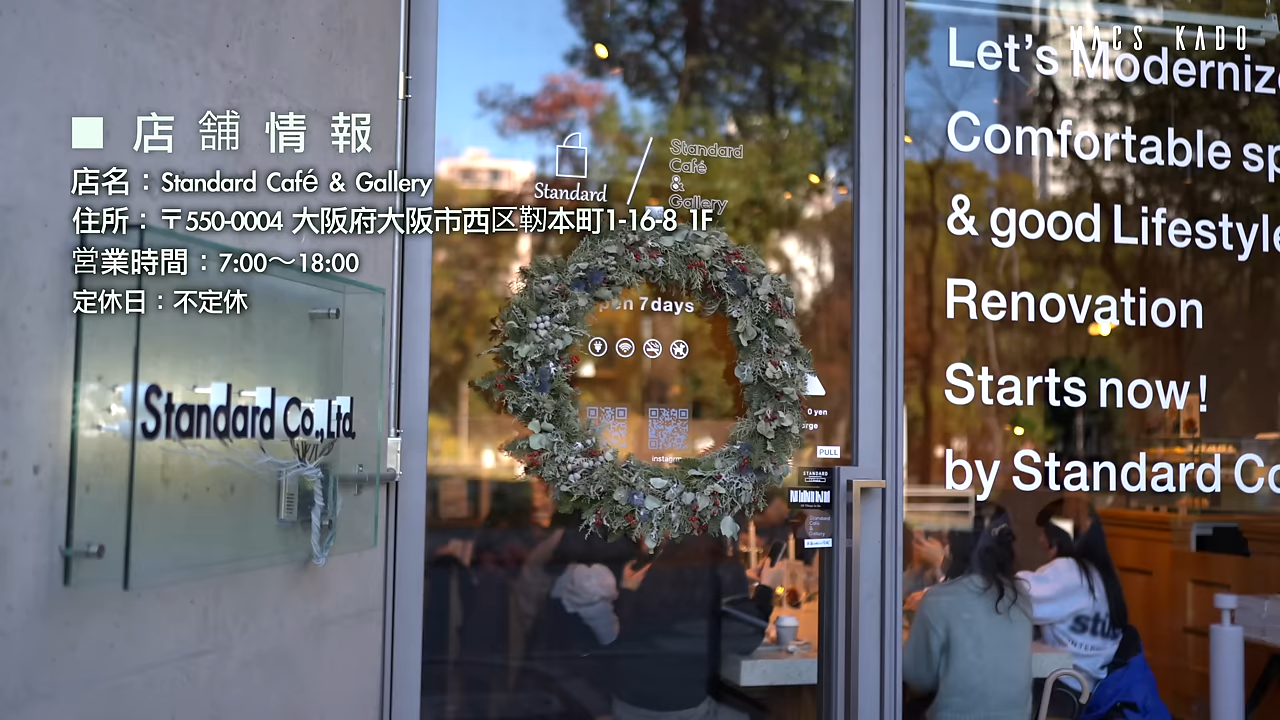 MACS KADO
■ 店舗情報
店名：Standard Café & Gallery
住所：〒550-0004 大阪府大阪市西区靭本町1-16-8 1F
営業時間：7:00〜18:00
定休日：不定休
Standard Co., Ltd.
Standard
Standard
Café
&
Gallery
7days
PULL
Let's Moderniz
Comfortable sp
& good Lifestyle
Renovation
Starts now!
by Standard Co